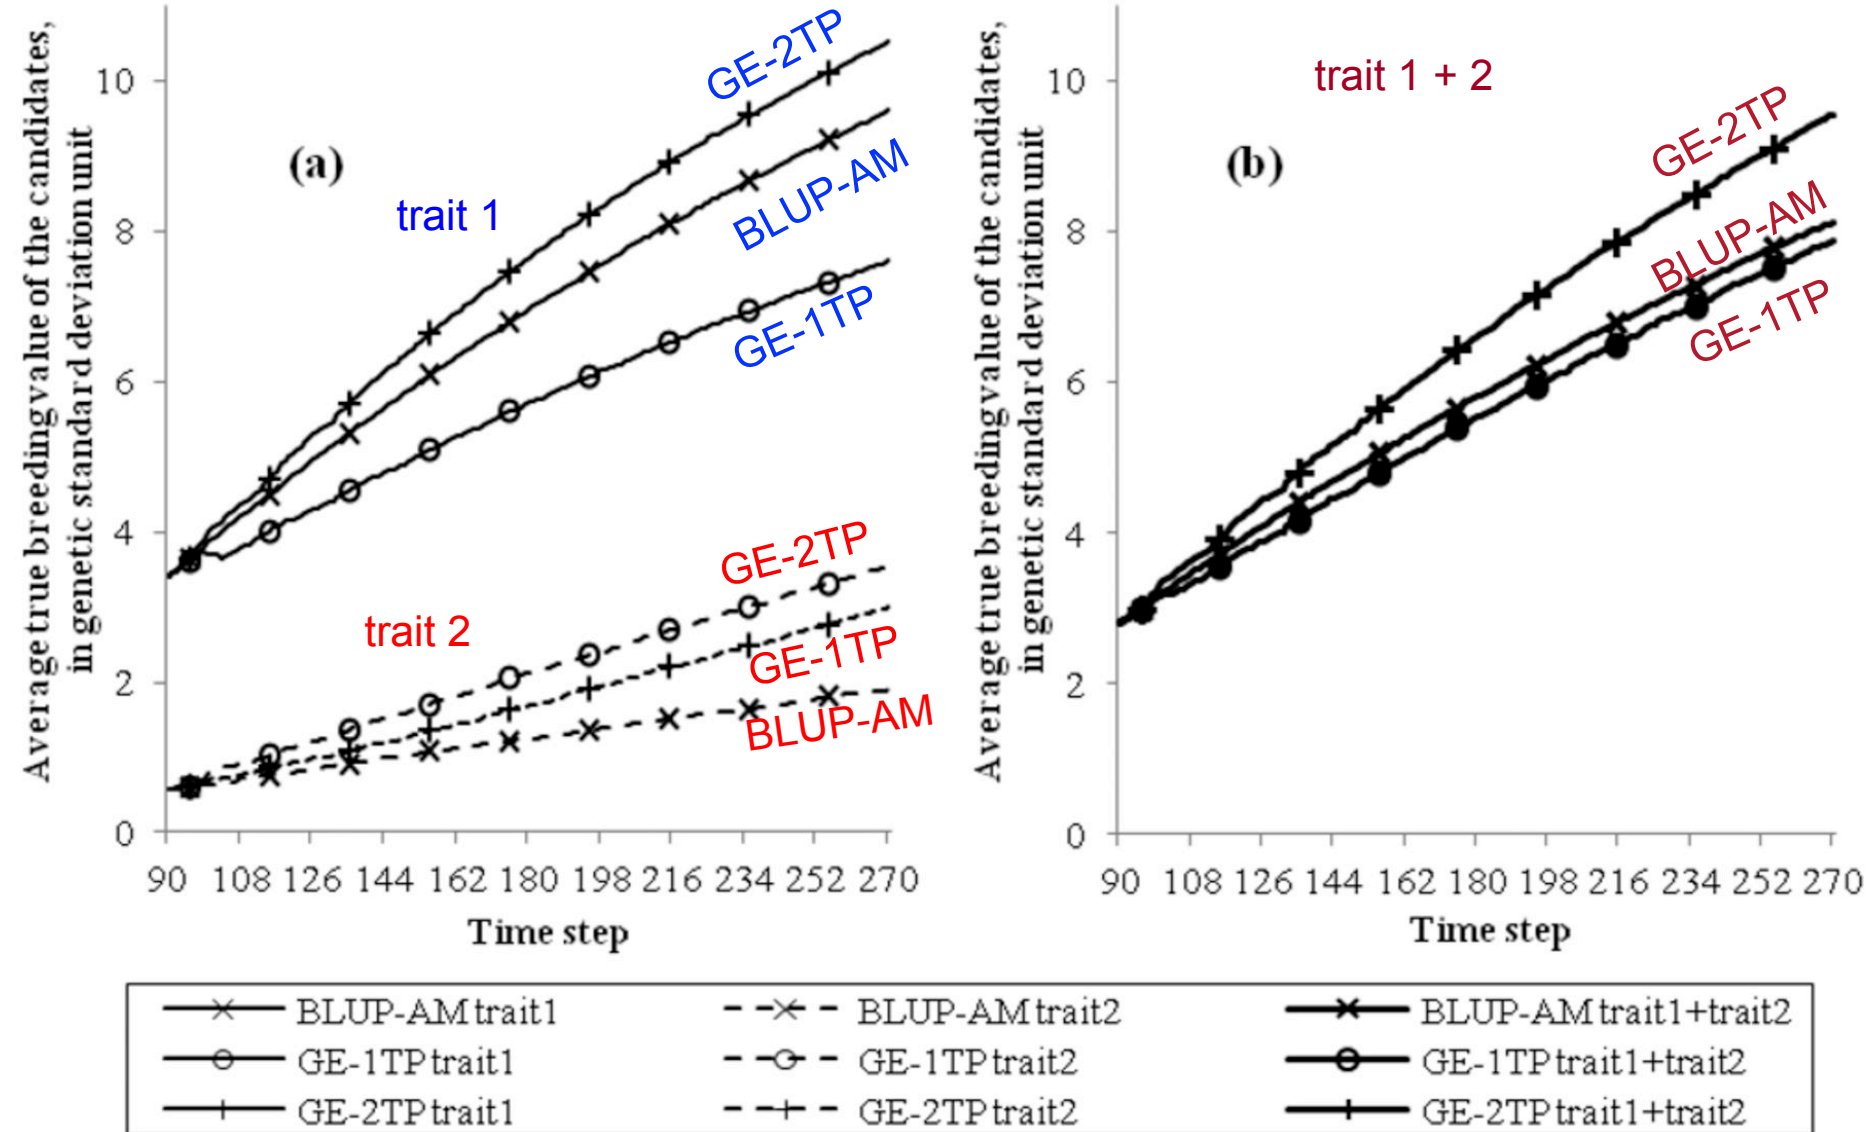 Average true breeding value of the candidates,
in genetic standard deviation unit
10
8
6
4
2
0
(a)
trait 1
GE-2TP
BLUP-AM
GE-1TP
trait 2
GE-2TP
GE-1TP
BLUP-AM
90 108 126 144 162 180 198 216 234 252 270
Time step
Average true breeding value of the candidates,
in genetic standard deviation unit
10
8
6
4
2
0
(b)
trait 1 + 2
GE-2TP
BLUP-AM
GE-1TP
90 108 126 144 162 180 198 216 234 252 270
Time step
BLUP-AM trait1
BLUP-AM trait2
BLUP-AM trait1+trait2
GE-1TP trait1
GE-1TP trait2
GE-1TP trait1+trait2
GE-2TP trait1
GE-2TP trait2
GE-2TP trait1+trait2